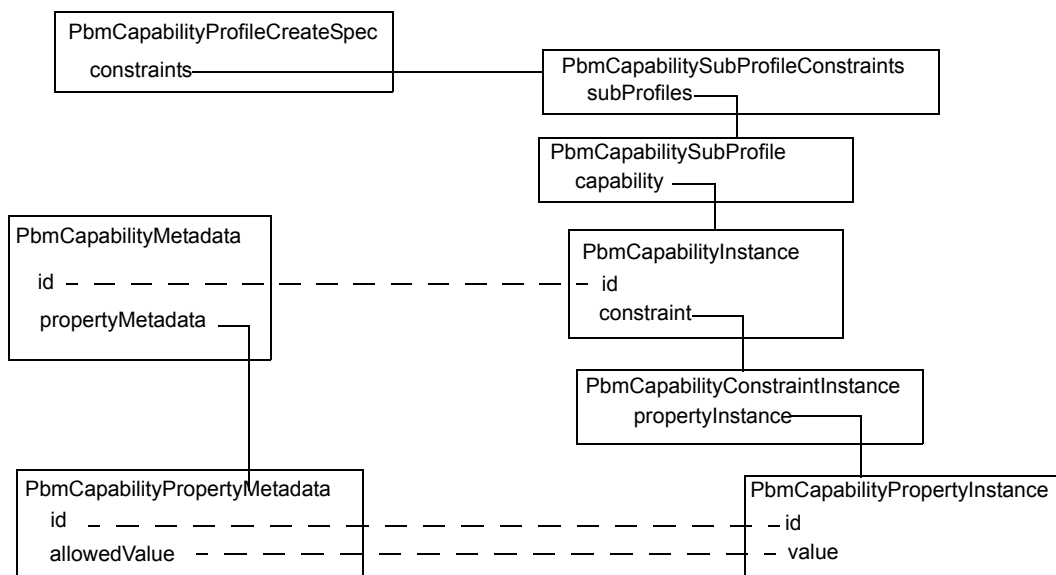 PbmCapabilityProfileCreateSpec
constraints
PbmCapabilitySubProfileConstraints
subProfiles
PbmCapabilitySubProfile
capability
PbmCapabilityMetadata
id
propertyMetadata
PbmCapabilityInstance
id
constraint
PbmCapabilityConstraintInstance
propertyInstance
PbmCapabilityPropertyMetadata
id
allowedValue
PbmCapabilityPropertyInstance
id
value